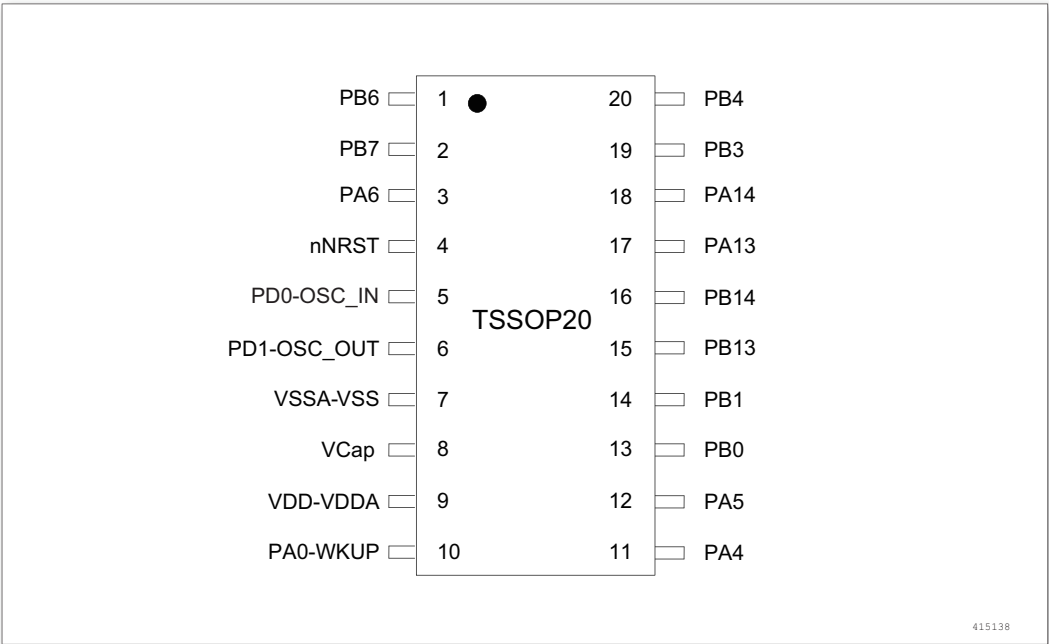 PB6 1 20 PB4
PB7 2 19 PB3
PA6 3 18 PA14
nNRST 4 17 PA13
PD0-OSC_IN 5 16 PB14
TSSOP20
PD1-OSC_OUT 6 15 PB13
VSSA-VSS 7 14 PB1
VCap 8 13 PB0
VDD-VDDA 9 12 PA5
PA0-WKUP 10 11 PA4
415138